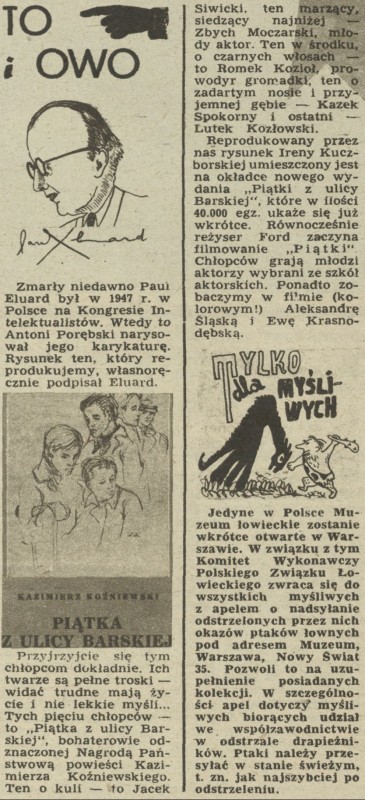 TO
i OWO
Paul Eluard
Zmarły niedawno Paul
Eluard był w 1947 r. w
Polsce na Kongresie In-
telektualistów. Wtedy to
Antoni Porębski naryso-
wał jego karykaturę.
Rysunek ten, który re-
produkujemy, własnorę-
cznie podpisał Eluard.
KAZIMIERZ KOŹNIEWSKI
PIĄTKA
Z ULICY BARSKIEJ
Przyjrzyjcie się tym
chłopcom dokładnie. Ich
twarze są pełne troski —
widać trudne mają ży-
cie i nie lekkie myśli...
Tych pięciu chłopców —
to „Piątka z ulicy Bar-
skiej", bohaterowie od-
znaczonej Nagrodą Pań-
stwową powieści Kazi-
mierza Koźniewskiego.
Ten o kuli — to Jacek
Siwicki, ten marzący,
siedzący najniżej —
Zbych Moczarski, mło-
dy aktor. Ten w środku,
o czarnych włosach —
to Romek Kozioł, pro-
wodyr gromadki, ten o
zadartym nosie i przy-
jemnej gębie — Kazek
Spokorny i ostatni —
Lutek Kozłowski.
Reprodukowany przez
nas rysunek Ireny Kucz-
borskiej umieszczony jest
na okładce nowego wy-
dania „Piątki z ulicy
Barskiej", które w ilości
40.000 egz. ukaże się już
wkrótce. Równocześnie
reżyser Ford zaczyna
filmowanie „Piątki".
Chłopców grają młodzi
aktorzy wybrani ze szkół
aktorskich. Ponadto zo-
baczymy w filmie (ko-
lorowym!) Aleksandrę
Śląską i Ewę Krasno-
dębską.
TYLKO
dla MYŚLI-
WYCH
Jedyne w Polsce Mu-
zeum łowieckie zostanie
wkrótce otwarte w War-
szawie. W związku z tym
Komitet Wykonawczy
Polskiego Związku Ło-
wieckiego zwraca się do
wszystkich myśliwych
z apelem o nadsyłanie
odstrzelonych przez nich
okazów ptaków łownych
pod adresem Muzeum,
Warszawa, Nowy Świat
35. Pozwoli to na uzu-
pełnienie posiadanych
kolekcji. W szczególno-
ści apel dotyczy myśli-
wych biorących udział
we współzawodnictwie
w odstrzale drapieżni-
ków. Ptaki należy prze-
syłać w stanie świeżym,
t. zn. jak najszybciej po
odstrzeleniu.